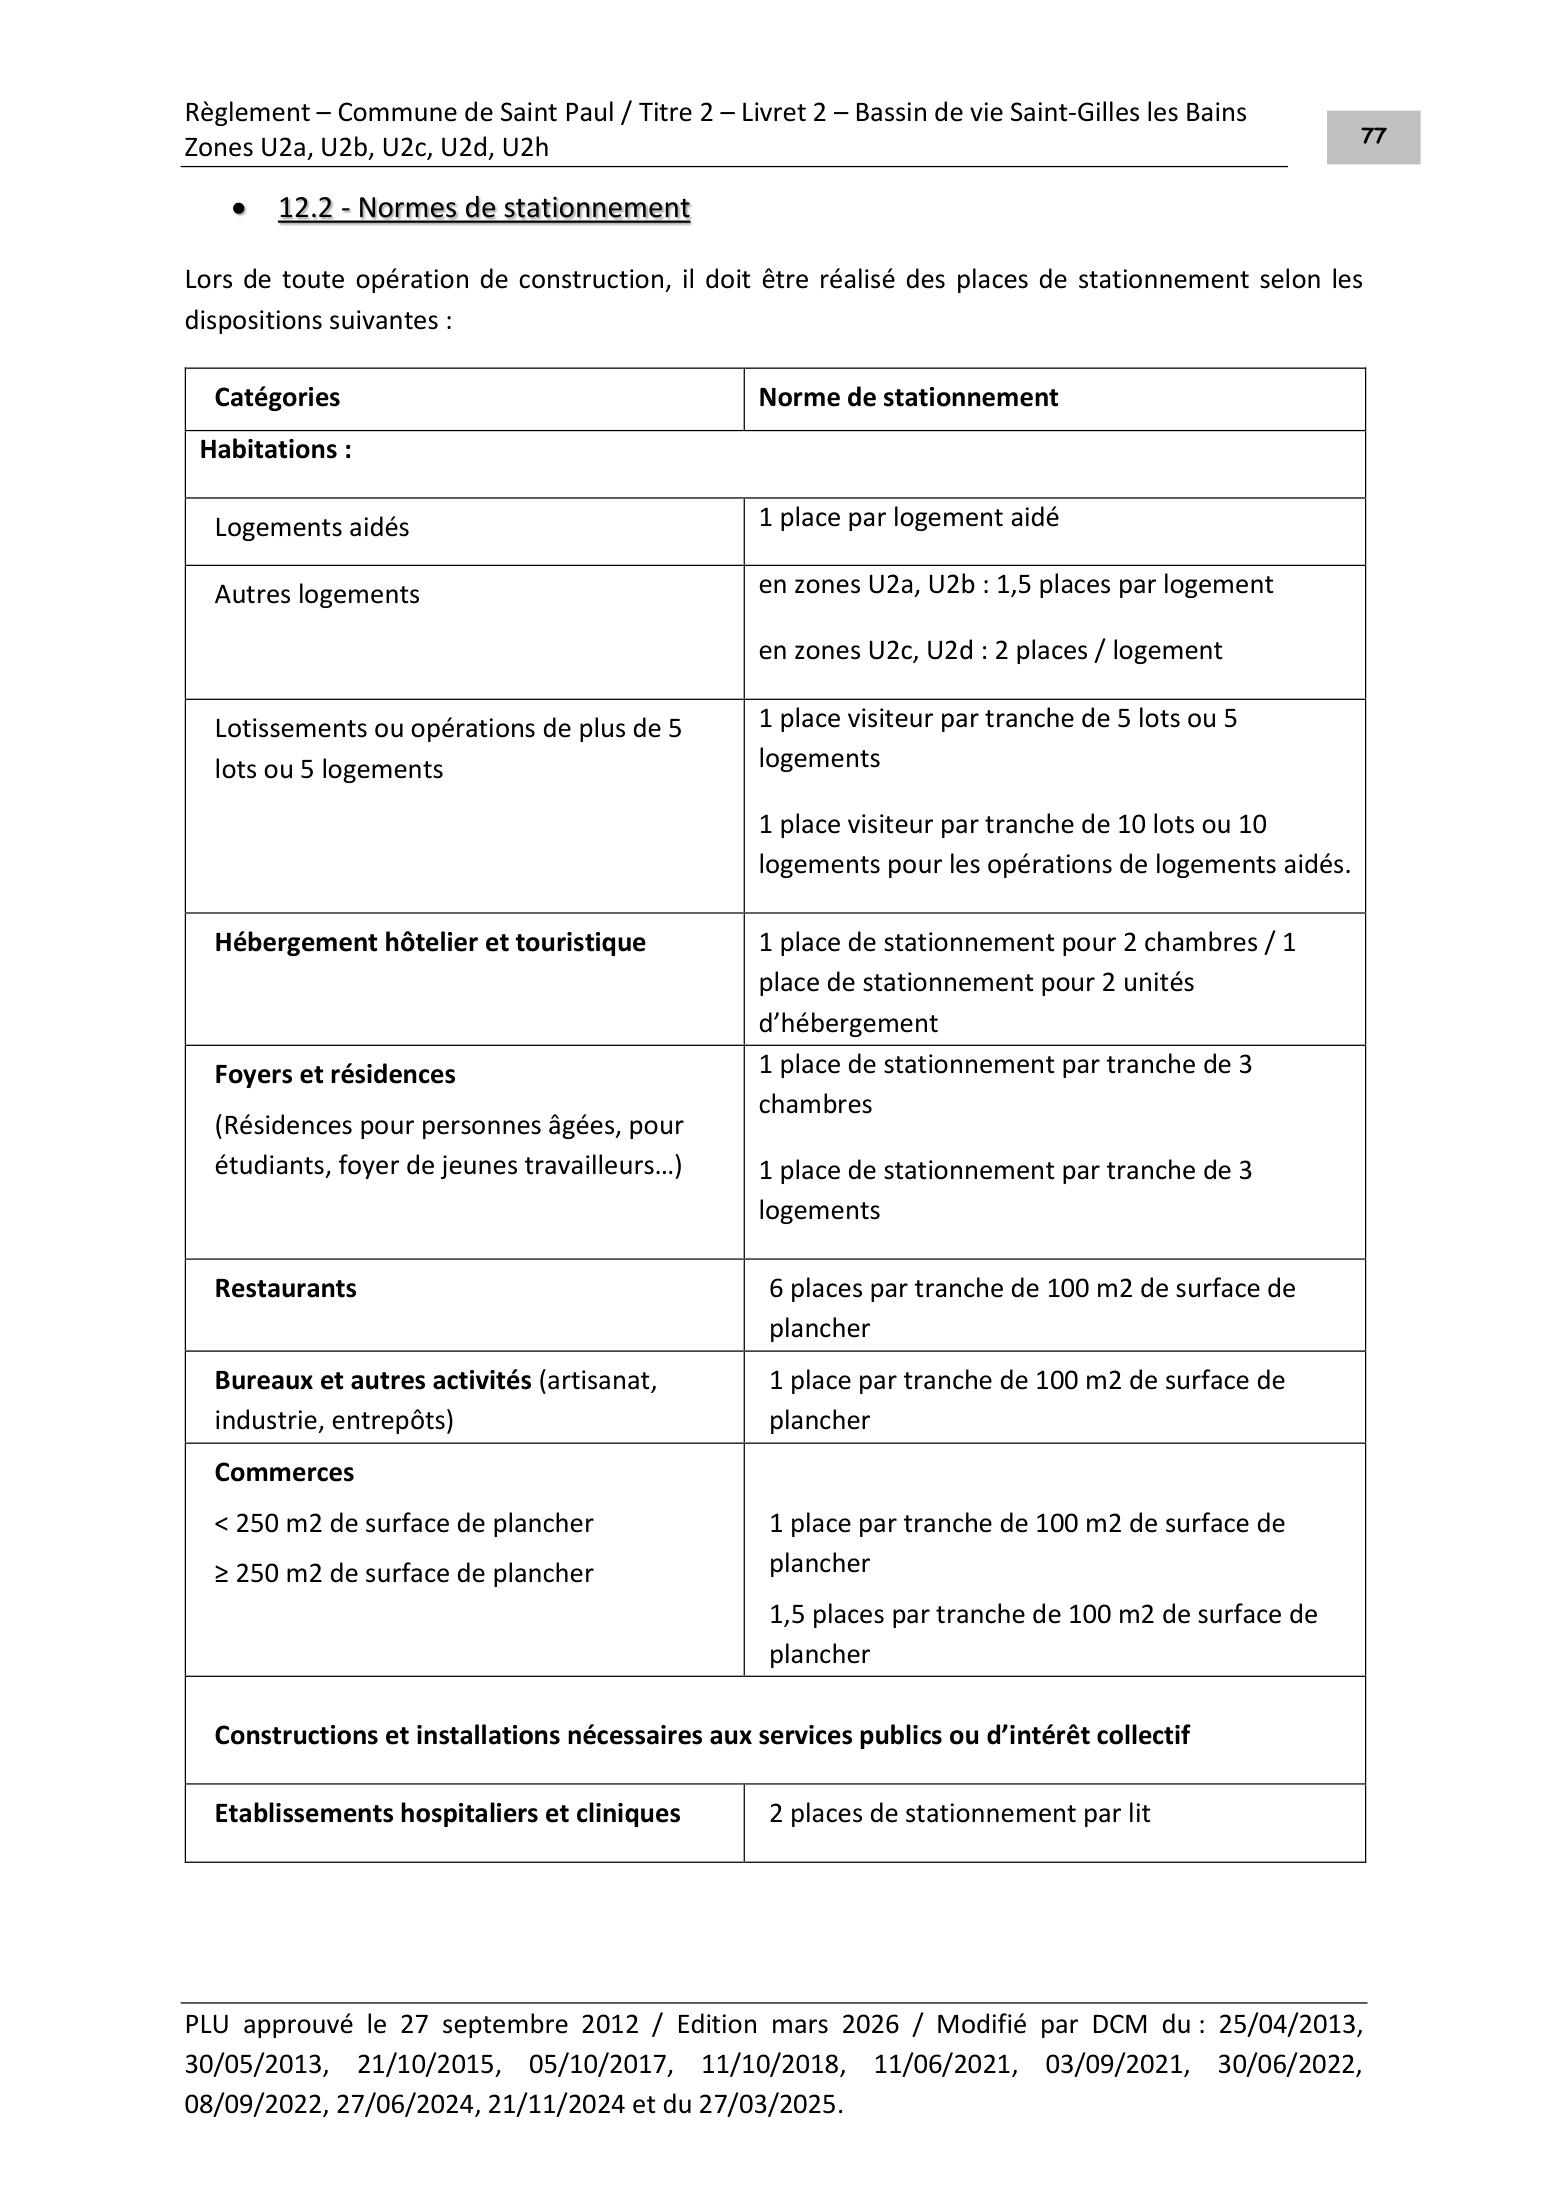 Règlement – Commune de Saint Paul / Titre 2 – Livret 2 – Bassin de vie Saint-Gilles les Bains
Zones U2a, U2b, U2c, U2d, U2h
77
• 12.2 - Normes de stationnement
Lors de toute opération de construction, il doit être réalisé des places de stationnement selon les
dispositions suivantes :
Catégories
Norme de stationnement
Habitations :
Logements aidés
1 place par logement aidé
Autres logements
en zones U2a, U2b : 1,5 places par logement
en zones U2c, U2d : 2 places / logement
Lotissements ou opérations de plus de 5
lots ou 5 logements
1 place visiteur par tranche de 5 lots ou 5
logements
1 place visiteur par tranche de 10 lots ou 10
logements pour les opérations de logements aidés.
Hébergement hôtelier et touristique
1 place de stationnement pour 2 chambres / 1
place de stationnement pour 2 unités
d’hébergement
Foyers et résidences
(Résidences pour personnes âgées, pour
étudiants, foyer de jeunes travailleurs…)
1 place de stationnement par tranche de 3
chambres
1 place de stationnement par tranche de 3
logements
Restaurants
6 places par tranche de 100 m2 de surface de
plancher
Bureaux et autres activités (artisanat,
industrie, entrepôts)
1 place par tranche de 100 m2 de surface de
plancher
Commerces
< 250 m2 de surface de plancher
≥ 250 m2 de surface de plancher
1 place par tranche de 100 m2 de surface de
plancher
1,5 places par tranche de 100 m2 de surface de
plancher
Constructions et installations nécessaires aux services publics ou d’intérêt collectif
Etablissements hospitaliers et cliniques
2 places de stationnement par lit
PLU approuvé le 27 septembre 2012 / Edition mars 2026 / Modifié par DCM du : 25/04/2013,
30/05/2013, 21/10/2015, 05/10/2017, 11/10/2018, 11/06/2021, 03/09/2021, 30/06/2022,
08/09/2022, 27/06/2024, 21/11/2024 et du 27/03/2025.